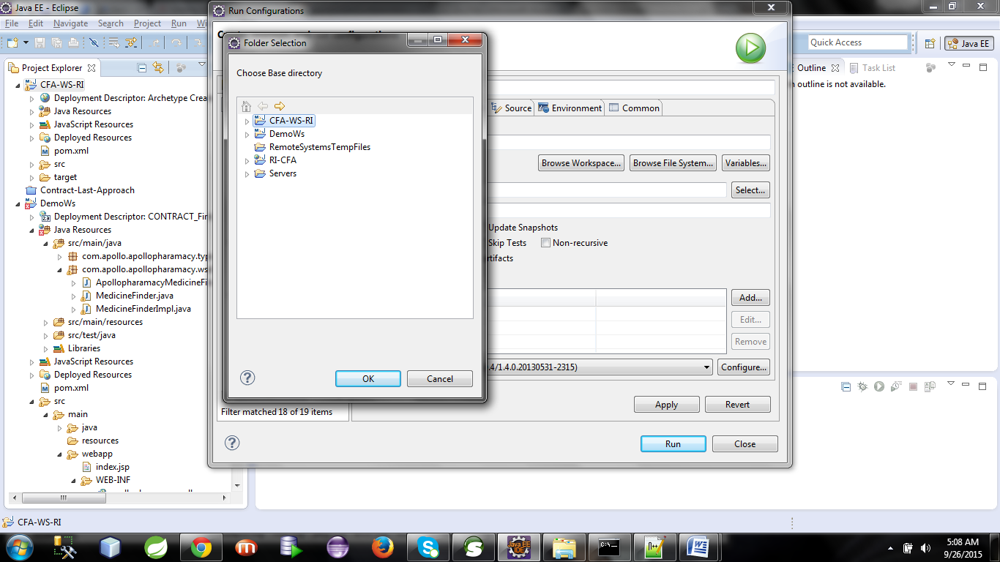 Java EE - Eclipse
File Edit Navigate Search Project Run
Quick Access
Java EE
Project Explorer
CFA-WS-RI
Deployment Descriptor: Archetype Crea
Java Resources
JavaScript Resources
Deployed Resources
pom.xml
src
target
Contract-Last-Approach
DemoWs
Deployment Descriptor: CONTRACT_Fin
Java Resources
src/main/java
com.apollo.apollopharamacy.typ
com.apollo.apollopharamacy.ws
ApollopharamacyMedicineFi
MedicineFinder.java
MedicineFinderImpl.java
src/main/resources
src/test/java
Libraries
JavaScript Resources
Deployed Resources
pom.xml
src
main
java
resources
webapp
index.jsp
WEB-INF
Run Configurations
Folder Selection
Choose Base directory
CFA-WS-RI
DemoWs
RemoteSystemsTempFiles
RI-CFA
Servers
OK Cancel
Source Environment Common
Browse Workspace... Browse File System... Variables...
Select...
Update Snapshots
Skip Tests Non-recursive
rtifacts
Add...
Edit...
Remove
.4/1.4.0.20130531-2315) Configure...
Apply Revert
Filter matched 18 of 19 items
Run Close
Outline Task List
n outline is not available.
CFA-WS-RI
5:08 AM
9/26/2015